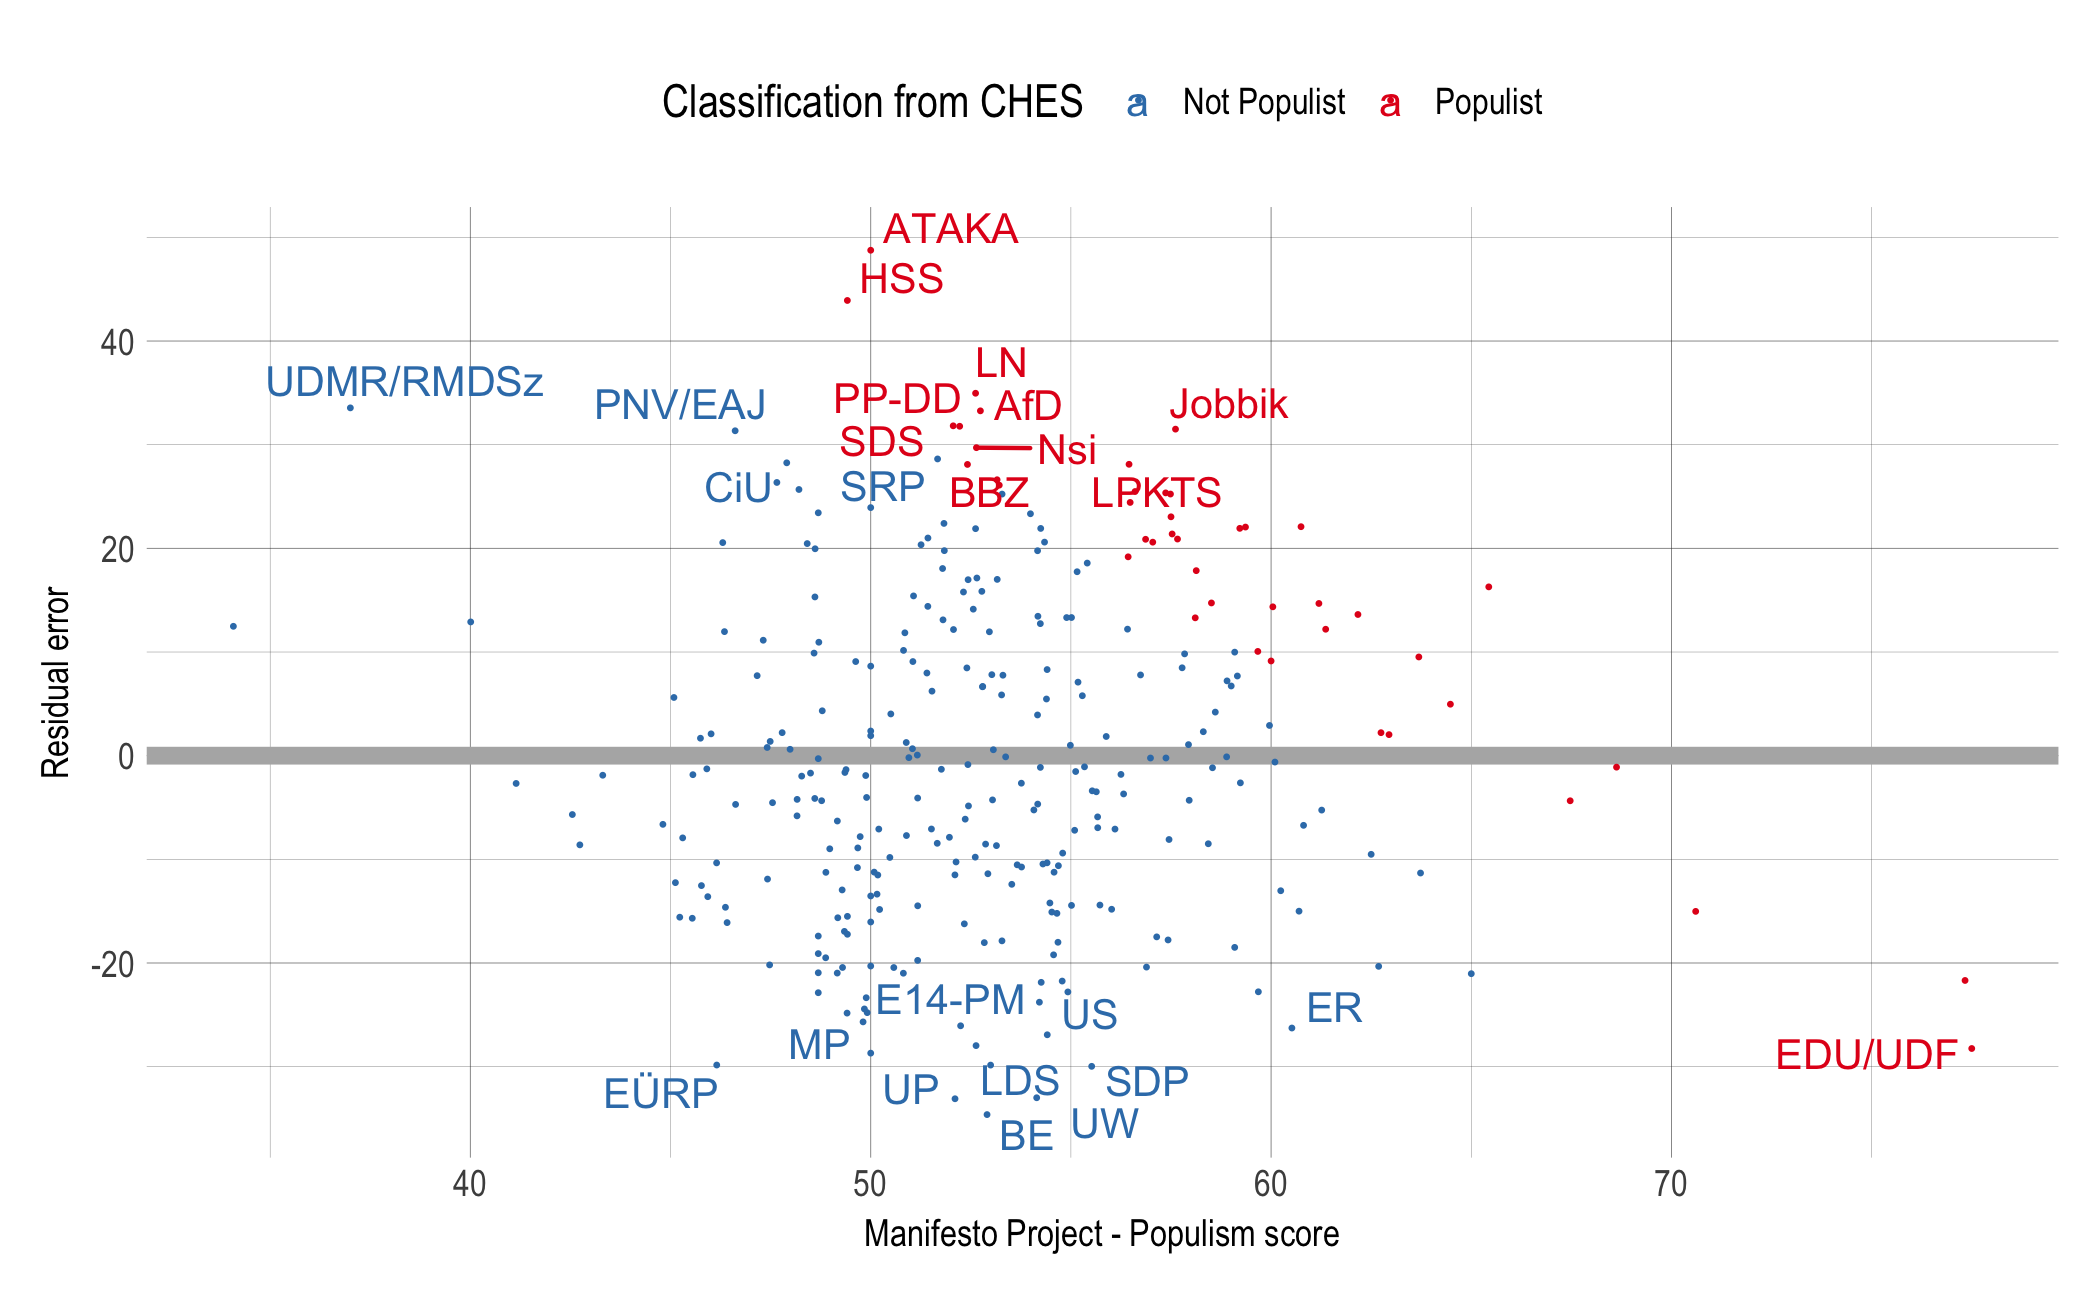 Classification from CHES a Not Populist a Populist
ATAKA
HSS
40
LN
UDMR/RMDSz
PNV/EAJ
PP-DD
AfD
Jobbik
SDS
Nsi
CiU
SRP
BBZ
LPKTS
20
Residual error
0
-20
E14-PM
US
ER
MP
EDU/UDF
EÜRP
UP
LDS
SDP
UW
BE
40 50 60 70
Manifesto Project - Populism score